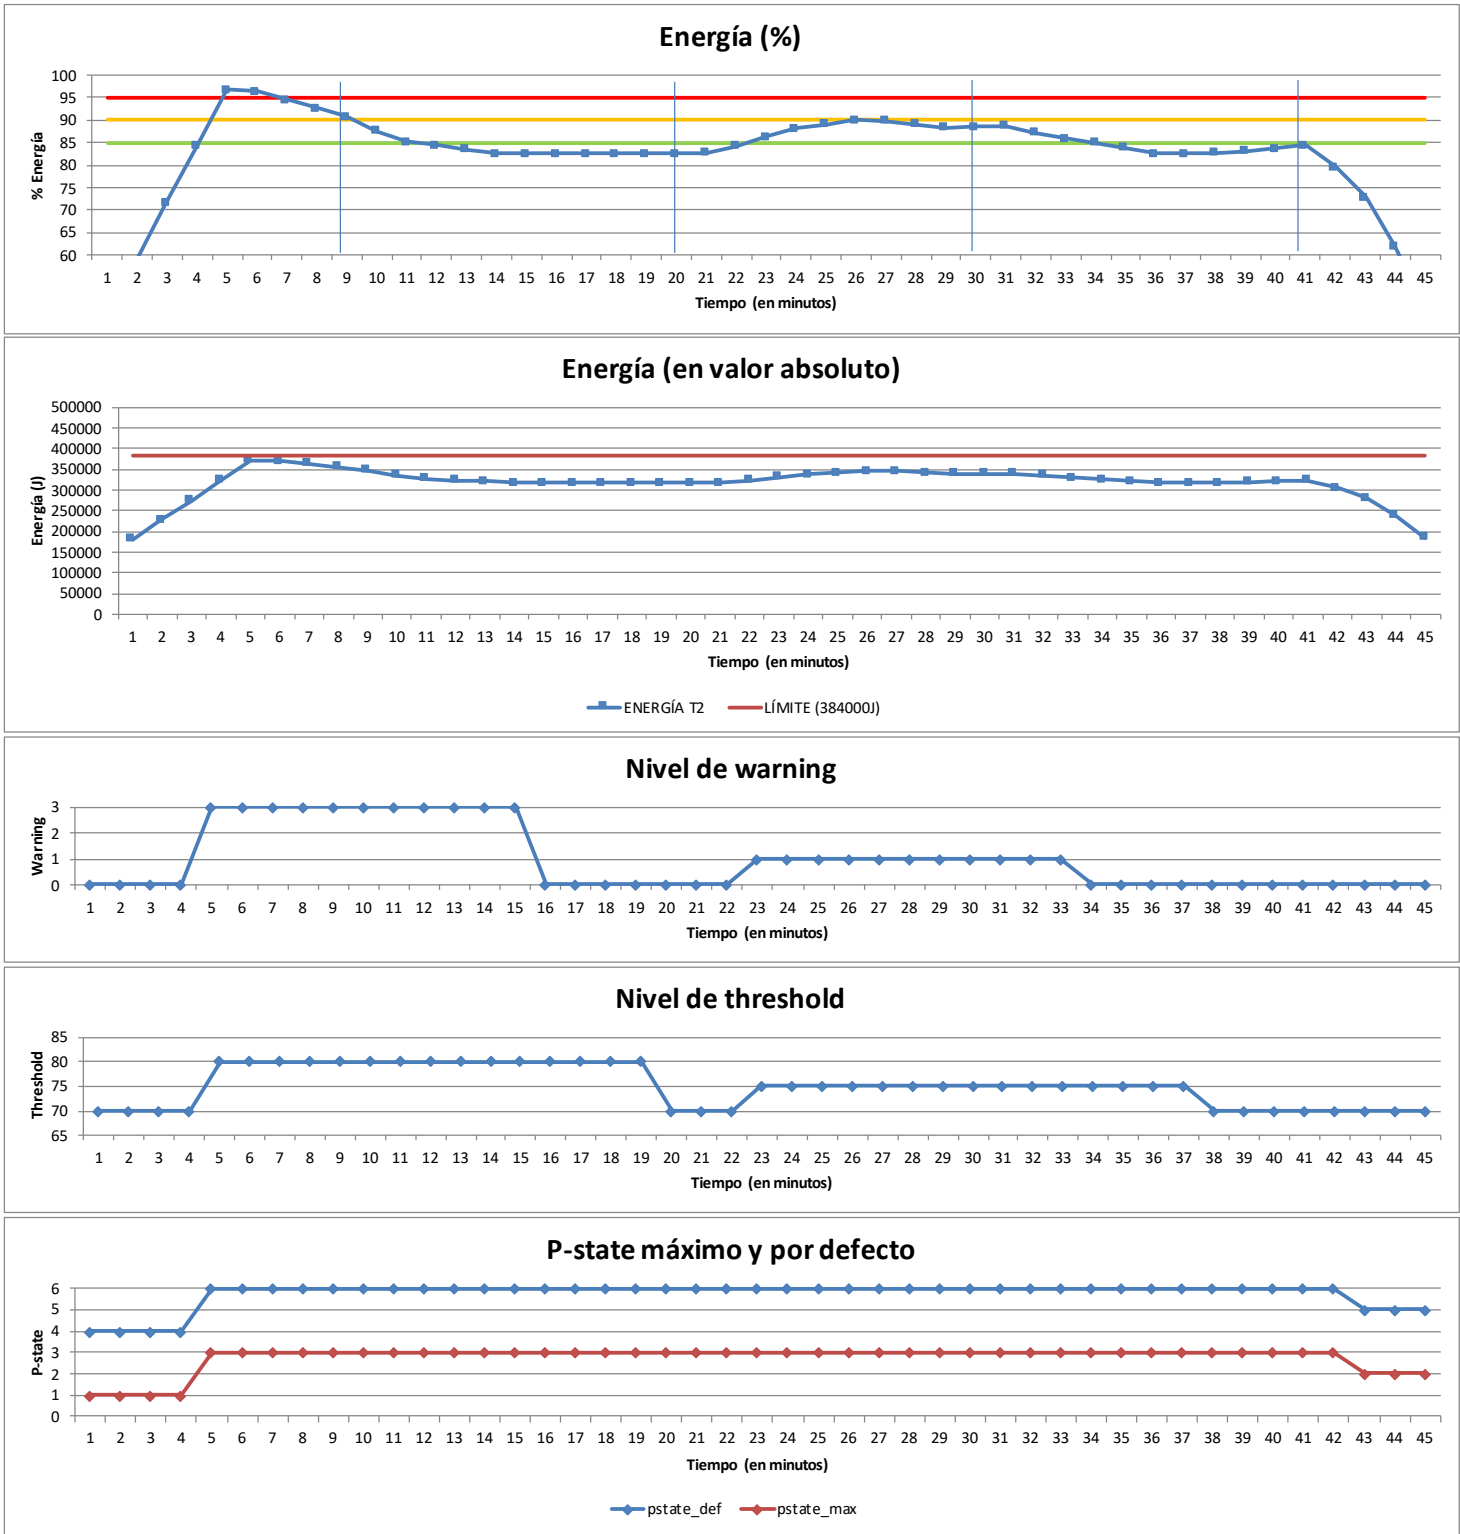 Energía (%)
100
95
90
85
80
75
70
65
60
% Energía
1 2 3 4 5 6 7 8 9 10 11 12 13 14 15 16 17 18 19 20 21 22 23 24 25 26 27 28 29 30 31 32 33 34 35 36 37 38 39 40 41 42 43 44 45
Tiempo (en minutos)
Energía (en valor absoluto)
500000
450000
400000
350000
300000
250000
200000
150000
100000
50000
0
Energía (J)
1 2 3 4 5 6 7 8 9 10 11 12 13 14 15 16 17 18 19 20 21 22 23 24 25 26 27 28 29 30 31 32 33 34 35 36 37 38 39 40 41 42 43 44 45
Tiempo (en minutos)
ENERGÍA T2 LÍMITE (384000J)
Nivel de warning
3
2
1
0
Warning
1 2 3 4 5 6 7 8 9 10 11 12 13 14 15 16 17 18 19 20 21 22 23 24 25 26 27 28 29 30 31 32 33 34 35 36 37 38 39 40 41 42 43 44 45
Tiempo (en minutos)
Nivel de threshold
85
80
75
70
65
Threshold
1 2 3 4 5 6 7 8 9 10 11 12 13 14 15 16 17 18 19 20 21 22 23 24 25 26 27 28 29 30 31 32 33 34 35 36 37 38 39 40 41 42 43 44 45
Tiempo (en minutos)
P-state máximo y por defecto
6
5
4
3
2
1
0
P-state
1 2 3 4 5 6 7 8 9 10 11 12 13 14 15 16 17 18 19 20 21 22 23 24 25 26 27 28 29 30 31 32 33 34 35 36 37 38 39 40 41 42 43 44 45
Tiempo (en minutos)
pstate_def pstate_max